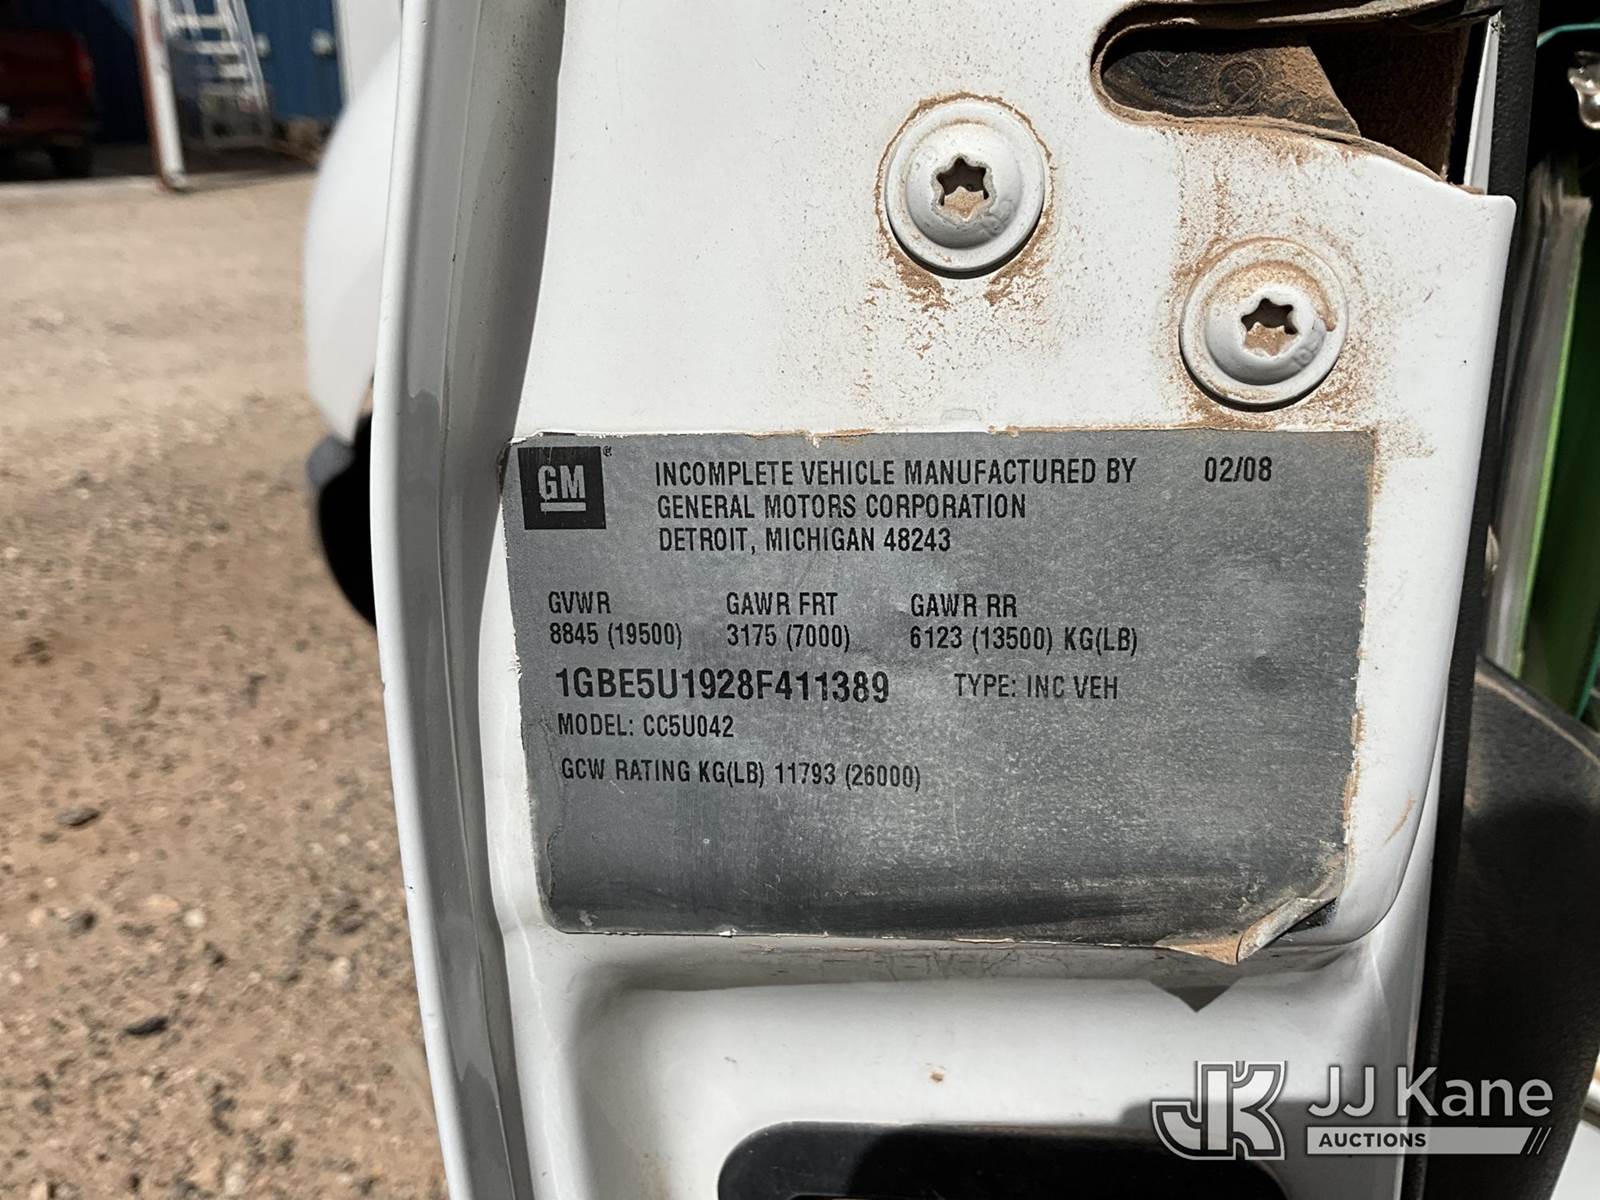 GM®
INCOMPLETE VEHICLE MANUFACTURED BY 02/08
GENERAL MOTORS CORPORATION
DETROIT, MICHIGAN 48243
GVWR GAWR FRT GAWR RR
8845 (19500) 3175 (7000) 6123 (13500) KG(LB)
1GBE5U1928F411389 TYPE: INC VEH
MODEL: CC5U042
GCW RATING KG(LB) 11793 (26000)
JK JJ Kane
AUCTIONS